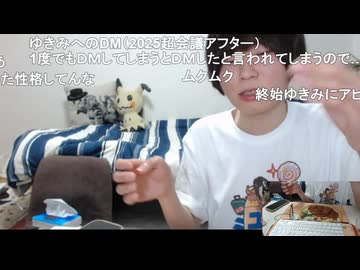 ゆきみへのDM（2025超会議アフター）
1度でもDMしてしまうとDMしたと言われてしまうので…
た性格してんな
ムクムク
終始ゆきみにアピ